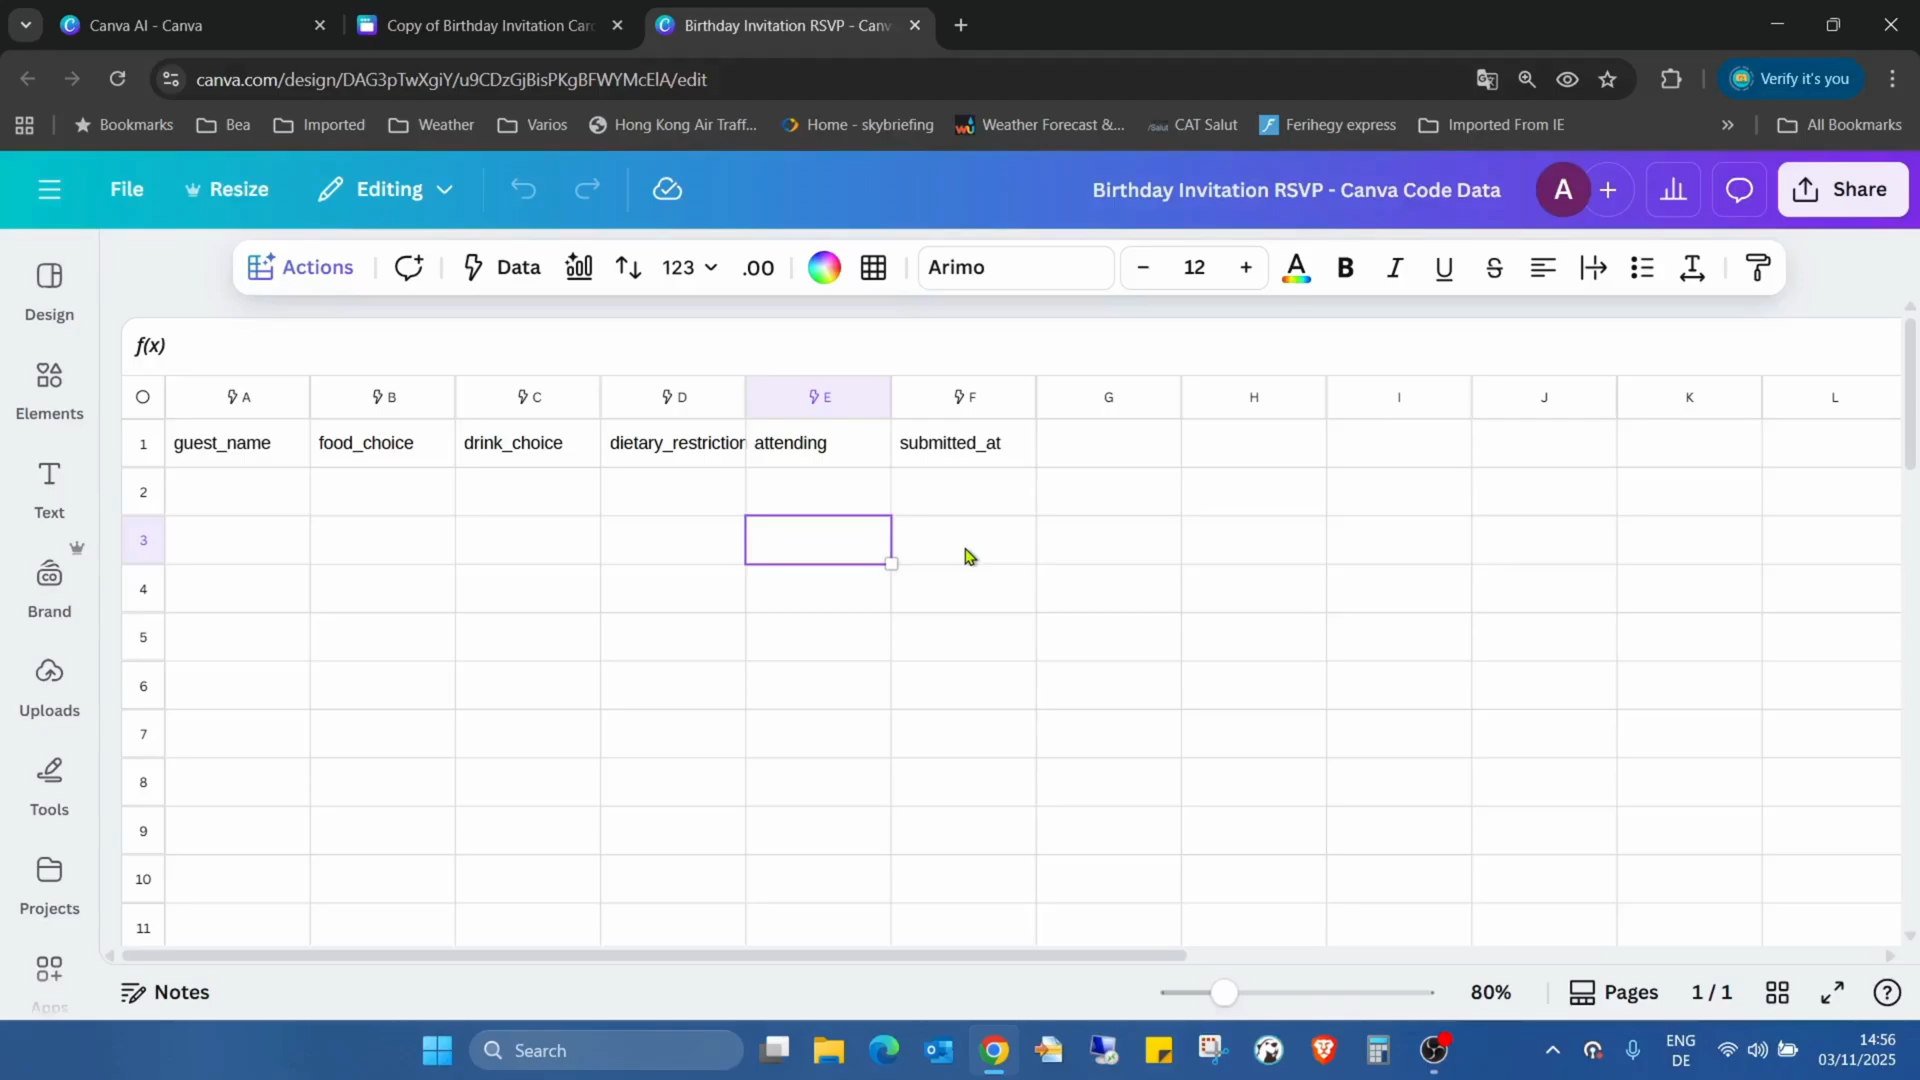 Canva AI - Canva
Copy of Birthday Invitation Car
Birthday Invitation RSVP - Canv
canva.com/design/DAG3pTwXgiY/u9CDzGjBisPKgBFWYMcElA/edit
Verify it's you
Bookmarks
Bea
Imported
Weather
Varios
Hong Kong Air Traff...
Home - skybriefing
Weather Forecast &...
CAT Salut
Ferihegy express
Imported From IE
All Bookmarks
File
Resize
Editing
Birthday Invitation RSVP - Canva Code Data
A
Share
Actions
Data
123
.00
Arimo
12
Design
Elements
Text
Brand
Uploads
Tools
Projects
Apps
f(x)
A B C D E F G H I J K L
1 guest_name food_choice drink_choice dietary_restriction attending submitted_at
2
3
4
5
6
7
8
9
10
11
Notes
80%
Pages
1 / 1
Search
ENG
DE
14:56
03/11/2025